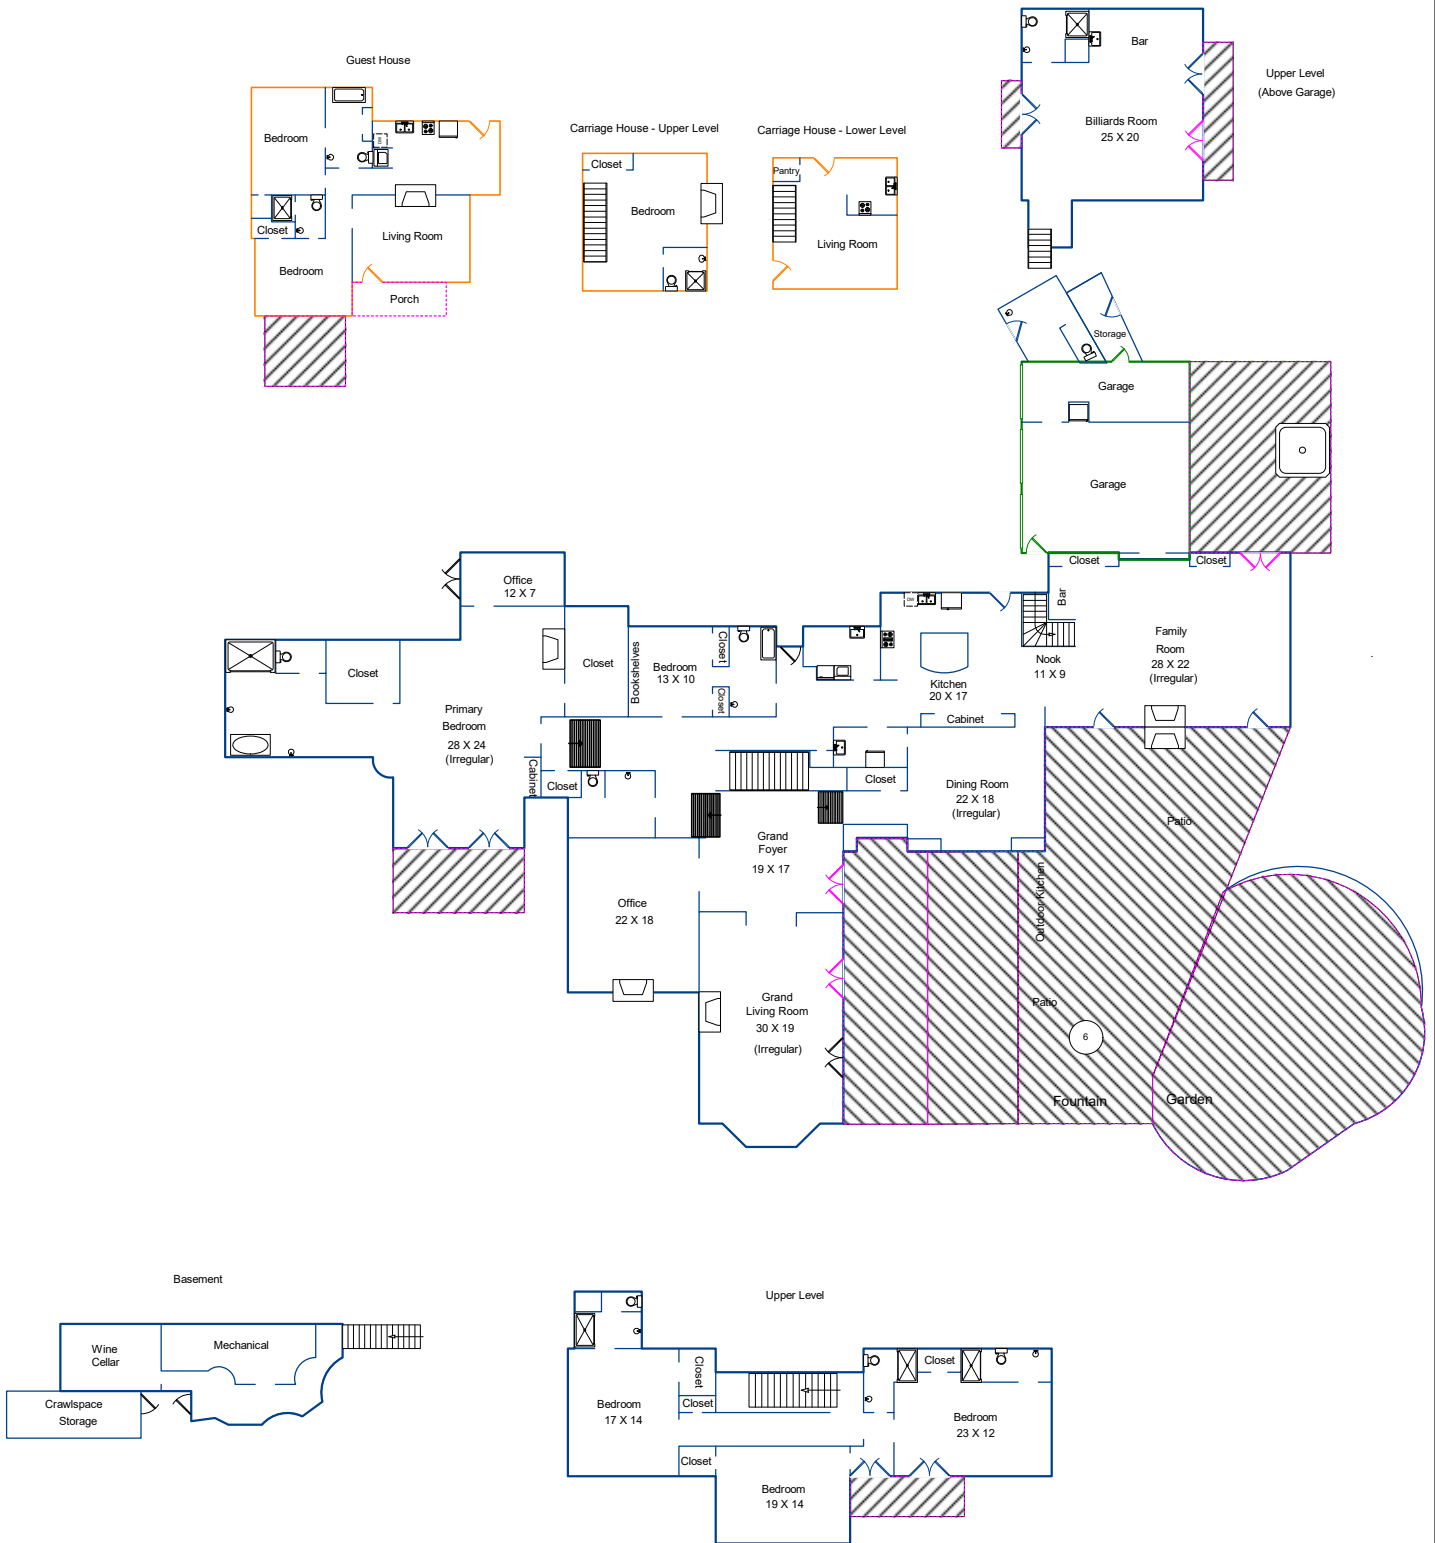 Guest House
Bedroom
DW
Closet
Living Room
Bedroom
Porch
Carriage House - Upper Level
Closet
Bedroom
Carriage House - Lower Level
Pantry
Living Room
Bar
Billiards Room
25 X 20
Upper Level
(Above Garage)
Storage
Garage
Garage
Closet
Closet
Office
12 X 7
Closet
Primary
Bedroom
28 X 24
(Irregular)
Closet
Bookshelves
Bedroom
13 X 10
Closet
Closet
DW
Kitchen
20 X 17
Cabinet
Bar
Nook
11 X 9
Family
Room
28 X 22
(Irregular)
Cabinet
Closet
Closet
Dining Room
22 X 18
(Irregular)
Patio
Grand
Foyer
19 X 17
Office
22 X 18
Outdoor Kitchen
Grand
Living Room
30 X 19
(Irregular)
Patio
6
Fountain
Garden
Basement
Wine
Cellar
Mechanical
Crawlspace
Storage
Upper Level
Closet
Closet
Bedroom
17 X 14
Closet
Closet
Bedroom
23 X 12
Bedroom
19 X 14